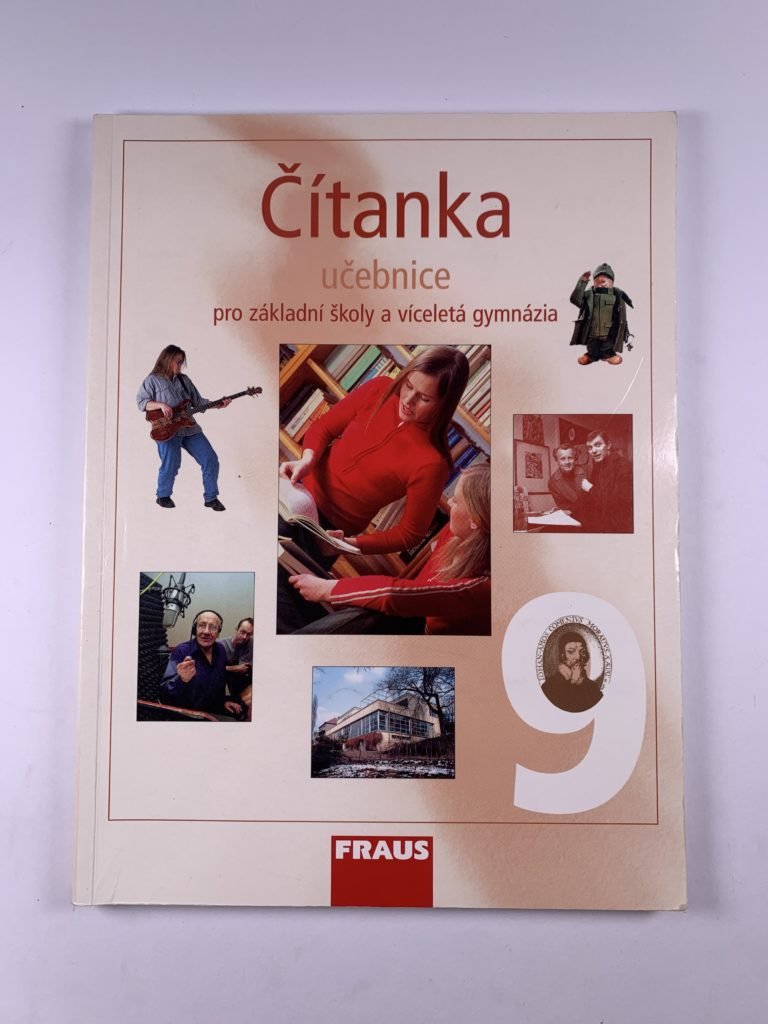 Čítanka
učebnice
pro základní školy a víceletá gymnázia
9
FRAUS